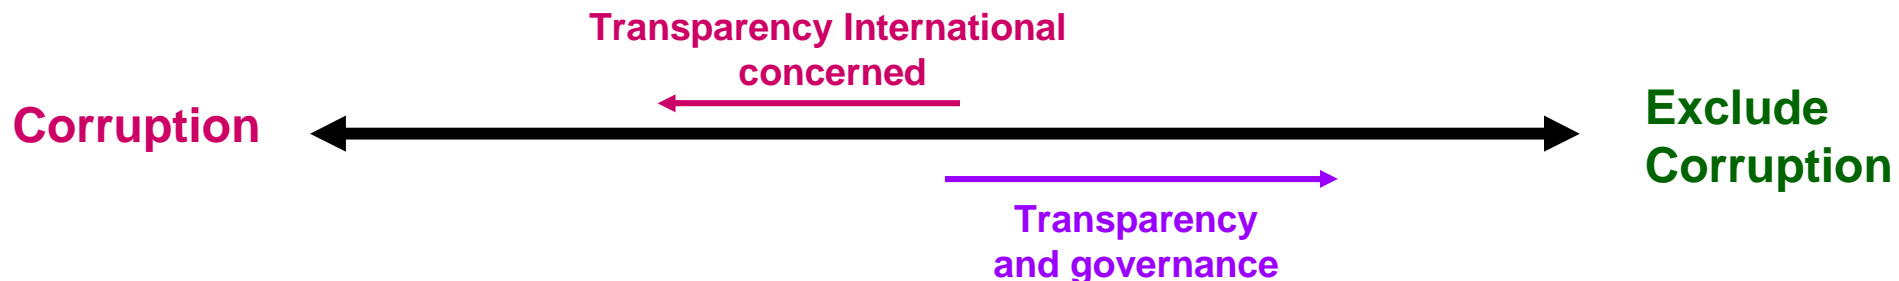 Transparency International
concerned
Corruption
Exclude
Corruption
Transparency
and governance